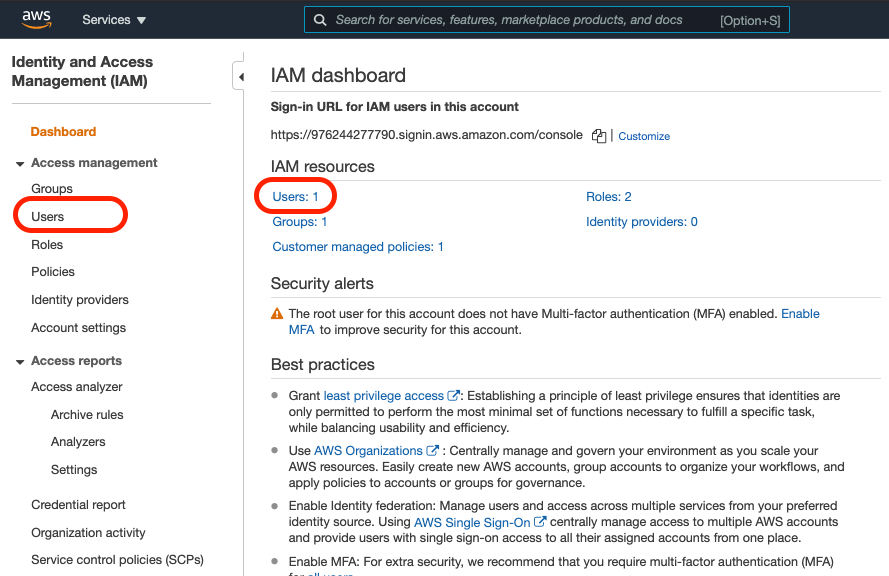 aws
Services
Search for services, features, marketplace products, and docs
[Option+S]
Identity and Access
Management (IAM)
Dashboard
Access management
Groups
Users
Roles
Policies
Identity providers
Account settings
Access reports
Access analyzer
Archive rules
Analyzers
Settings
Credential report
Organization activity
Service control policies (SCPs)
IAM dashboard
Sign-in URL for IAM users in this account
https://976244277790.signin.aws.amazon.com/console | Customize
IAM resources
Users: 1
Roles: 2
Groups: 1
Identity providers: 0
Customer managed policies: 1
Security alerts
The root user for this account does not have Multi-factor authentication (MFA) enabled. Enable
MFA to improve security for this account.
Best practices
Grant least privilege access : Establishing a principle of least privilege ensures that identities are
only permitted to perform the most minimal set of functions necessary to fulfill a specific task,
while balancing usability and efficiency.
Use AWS Organizations : Centrally manage and govern your environment as you scale your
AWS resources. Easily create new AWS accounts, group accounts to organize your workflows, and
apply policies to accounts or groups for governance.
Enable Identity federation: Manage users and access across multiple services from your preferred
identity source. Using AWS Single Sign-On centrally manage access to multiple AWS accounts
and provide users with single sign-on access to all their assigned accounts from one place.
Enable MFA: For extra security, we recommend that you require multi-factor authentication (MFA)
for all users.